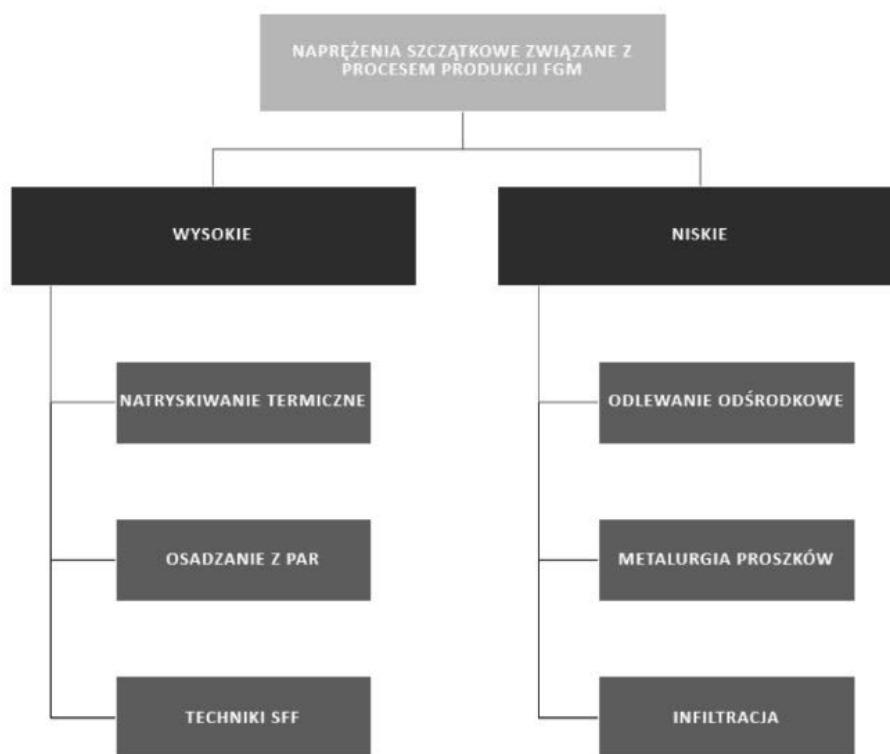 NAPRĘŻENIA SZCZĄTKOWE ZWIĄZANE Z
PROCESEM PRODUKCJI FGM
WYSOKIE
NISKIE
NATRYSKIWANIE TERMICZNE
ODLEWANIE ODŚRODKOWE
OSADZANIE Z PAR
METALURGIA PROSZKÓW
TECHNIKI SFF
INFILTRACJA